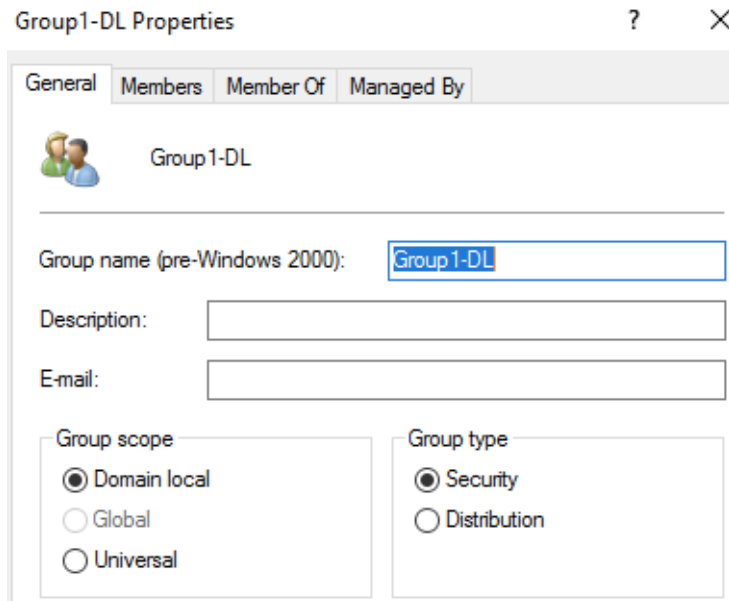 Group1-DL Properties ? ×
General Members Member Of Managed By
Group1-DL
Group name (pre-Windows 2000): Group1-DL
Description:
E-mail:
Group scope Group type
Domain local Security
Global Distribution
Universal